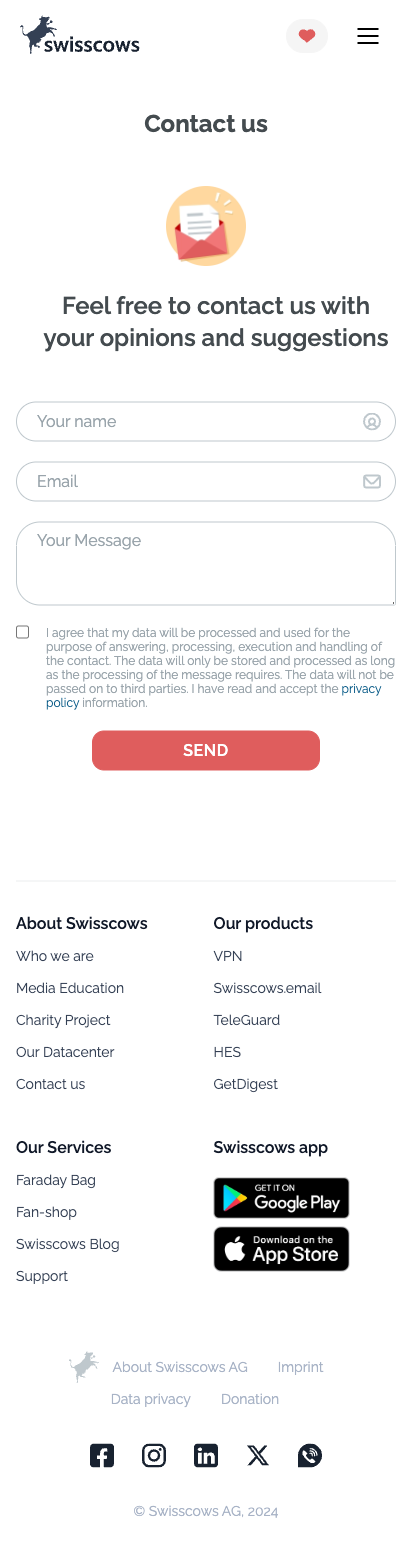 swisscows
Contact us
Feel free to contact us with
your opinions and suggestions
Your name
Email
Your Message
I agree that my data will be processed and used for the
purpose of answering, processing, execution and handling of
the contact. The data will only be stored and processed as long
as the processing of the message requires. The data will not be
passed on to third parties. I have read and accept the privacy
policy information.
SEND
About Swisscows
Who we are
Media Education
Charity Project
Our Datacenter
Contact us
Our products
VPN
Swisscows.email
TeleGuard
HES
GetDigest
Our Services
Faraday Bag
Fan-shop
Swisscows Blog
Support
Swisscows app
GET IT ON
Google Play
Download on the
App Store
About Swisscows AG
Imprint
Data privacy
Donation
© Swisscows AG, 2024